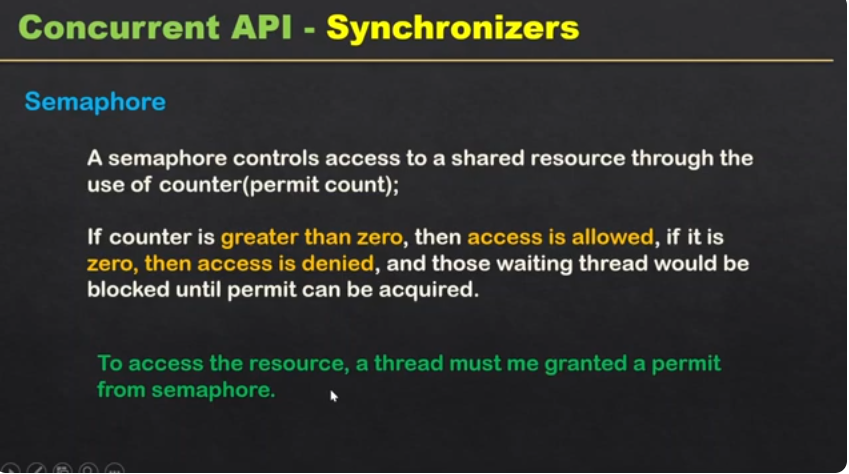 Concurrent API - Synchronizers
Semaphore
A semaphore controls access to a shared resource through the
use of counter(permit count);
If counter is greater than zero, then access is allowed, if it is
zero, then access is denied, and those waiting thread would be
blocked until permit can be acquired.
To access the resource, a thread must me granted a permit
from semaphore.